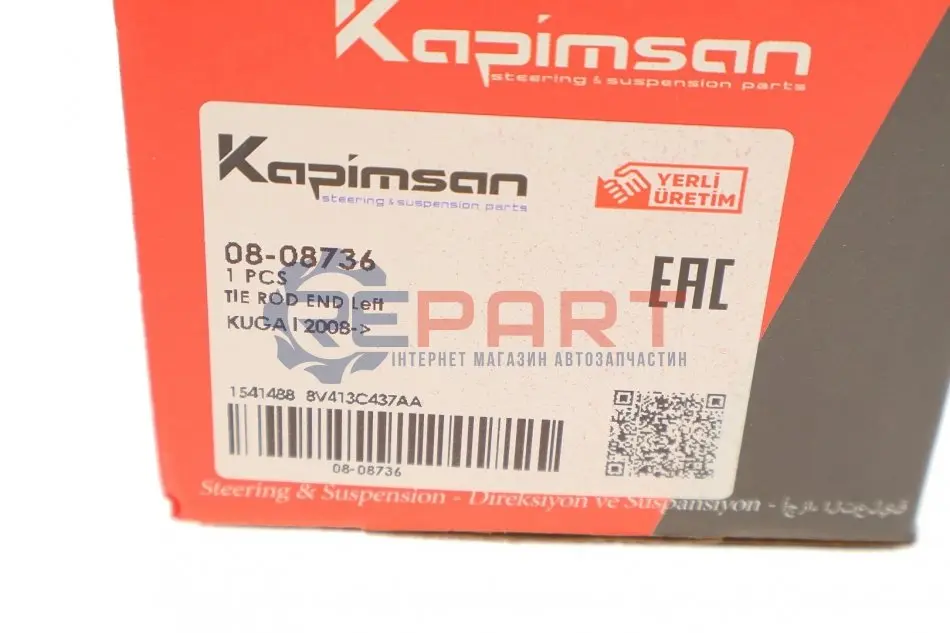 Kapimsan
steering & suspension parts
Kapimsan
steering & suspension parts
YERLİ
ÜRETİM
08-08736
1 PCS
TIE ROD END Left
KUGA I 2008->
EAC
REPART
ІНТЕРНЕТ МАГАЗИН АВТОЗАПЧАСТИН
1541488 8V413C437AA
08-08736
Steering & Suspension - Direksiyon ve Suspansiyon -